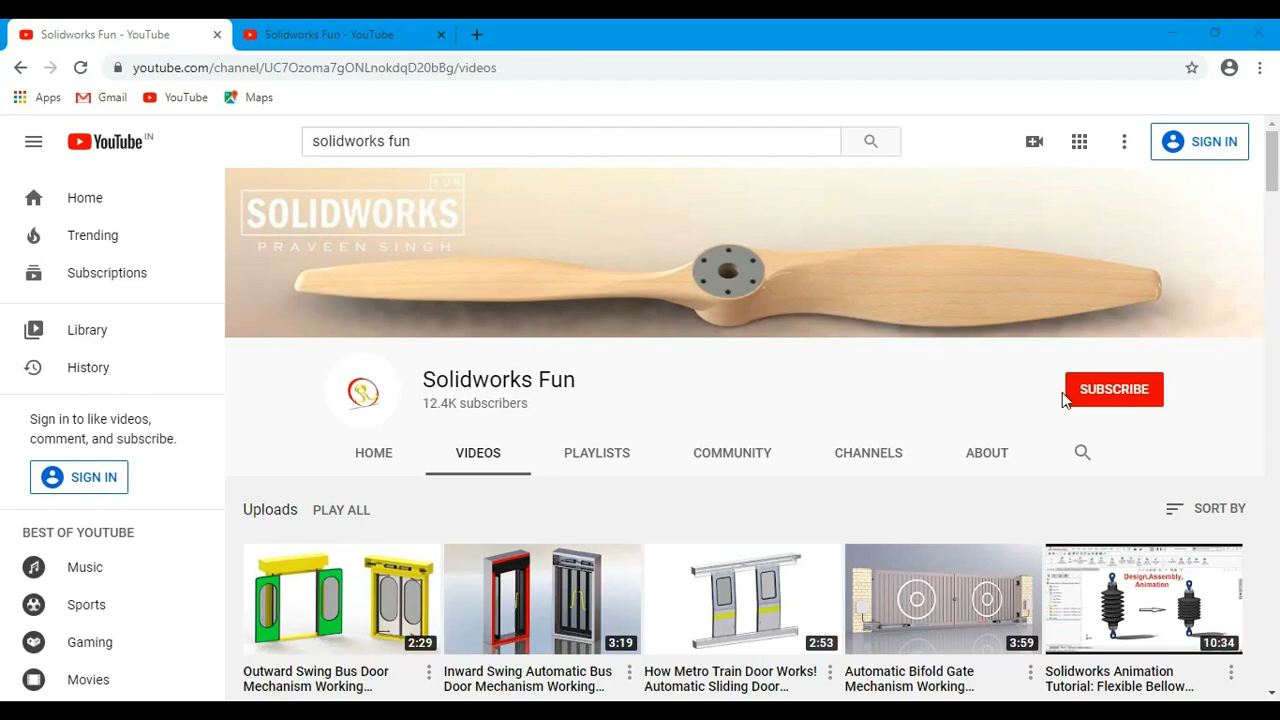 Solidworks Fun - YouTube
Solidworks Fun - YouTube
youtube.com/channel/UC7Ozoma7gONLnokdqD20bBg/videos
Apps
Gmail
YouTube
Maps
YouTube IN
solidworks fun
SIGN IN
Home
Trending
Subscriptions
Library
History
Sign in to like videos,
comment, and subscribe.
SIGN IN
BEST OF YOUTUBE
Music
Sports
Gaming
Movies
FUN
SOLIDWORKS
PRAVEEN SINGH
Solidworks Fun
12.4K subscribers
SUBSCRIBE
HOME
VIDEOS
PLAYLISTS
COMMUNITY
CHANNELS
ABOUT
Uploads
PLAY ALL
SORT BY
2:29
3:19
2:53
3:59
Design,Assembly,
Animation
10:34
Outward Swing Bus Door
Mechanism Working...
Inward Swing Automatic Bus
Door Mechanism Working...
How Metro Train Door Works!
Automatic Sliding Door...
Automatic Bifold Gate
Mechanism Working...
Solidworks Animation
Tutorial: Flexible Bellow...